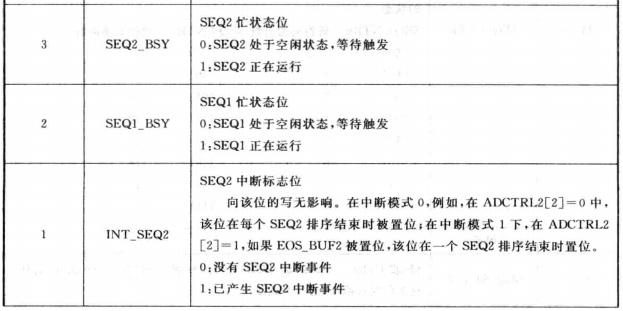 SEQ2 忙状态位
3 SEQ2_BSY 0:SEQ2 处于空闲状态,等待触发
1:SEQ2 正在运行
SEQ1 忙状态位
2 SEQ1_BSY 0:SEQ1 处于空闲状态,等待触发
1:SEQ1 正在运行
SEQ2 中断标志位
向该位的写无影响。在中断模式 0,例如,在 ADCTRL2[2]=0 中,
该位在每个 SEQ2 排序结束时被置位;在中断模式 1 下,在 ADCTRL2
1 INT_SEQ2 [2]=1,如果 EOS_BUF2 被置位,该位在一个 SEQ2 排序结束时置位。
0:没有 SEQ2 中断事件
1:已产生 SEQ2 中断事件